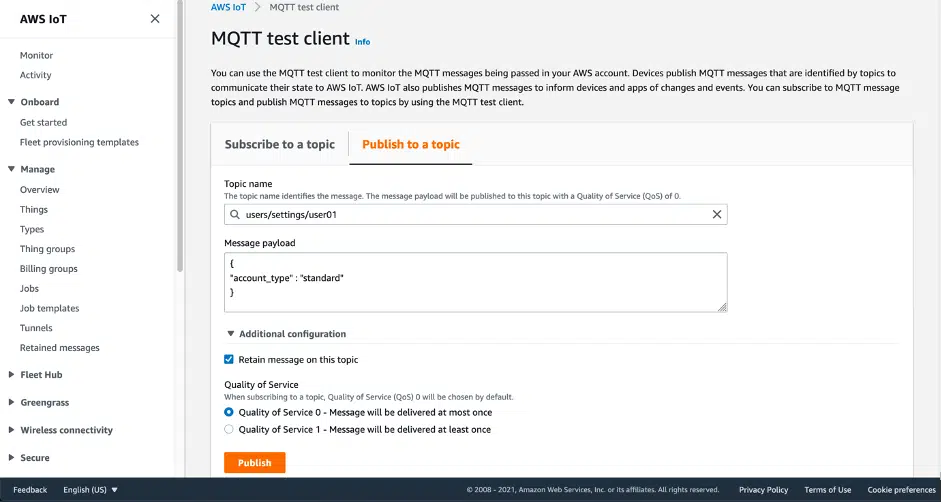 AWS IoT
Monitor
Activity
Onboard
Get started
Fleet provisioning templates
Manage
Overview
Things
Types
Thing groups
Billing groups
Jobs
Job templates
Tunnels
Retained messages
Fleet Hub
Greengrass
Wireless connectivity
Secure
AWS IoT > MQTT test client
MQTT test client Info
You can use the MQTT test client to monitor the MQTT messages being passed in your AWS account. Devices publish MQTT messages that are identified by topics to
communicate their state to AWS IoT. AWS IoT also publishes MQTT messages to inform devices and apps of changes and events. You can subscribe to MQTT message
topics and publish MQTT messages to topics by using the MQTT test client.
Subscribe to a topic Publish to a topic
Topic name
The topic name identifies the message. The message payload will be published to this topic with a Quality of Service (QoS) of 0.
users/settings/user01
Message payload
{
"account_type" : "standard"
}
Additional configuration
Retain message on this topic
Quality of Service
When subscribing to a topic, Quality of Service (QoS) 0 will be chosen by default.
Quality of Service 0 - Message will be delivered at most once
Quality of Service 1 - Message will be delivered at least once
Publish
Feedback English (US) © 2008 - 2021, Amazon Web Services, Inc. or its affiliates. All rights reserved. Privacy Policy Terms of Use Cookie preferences